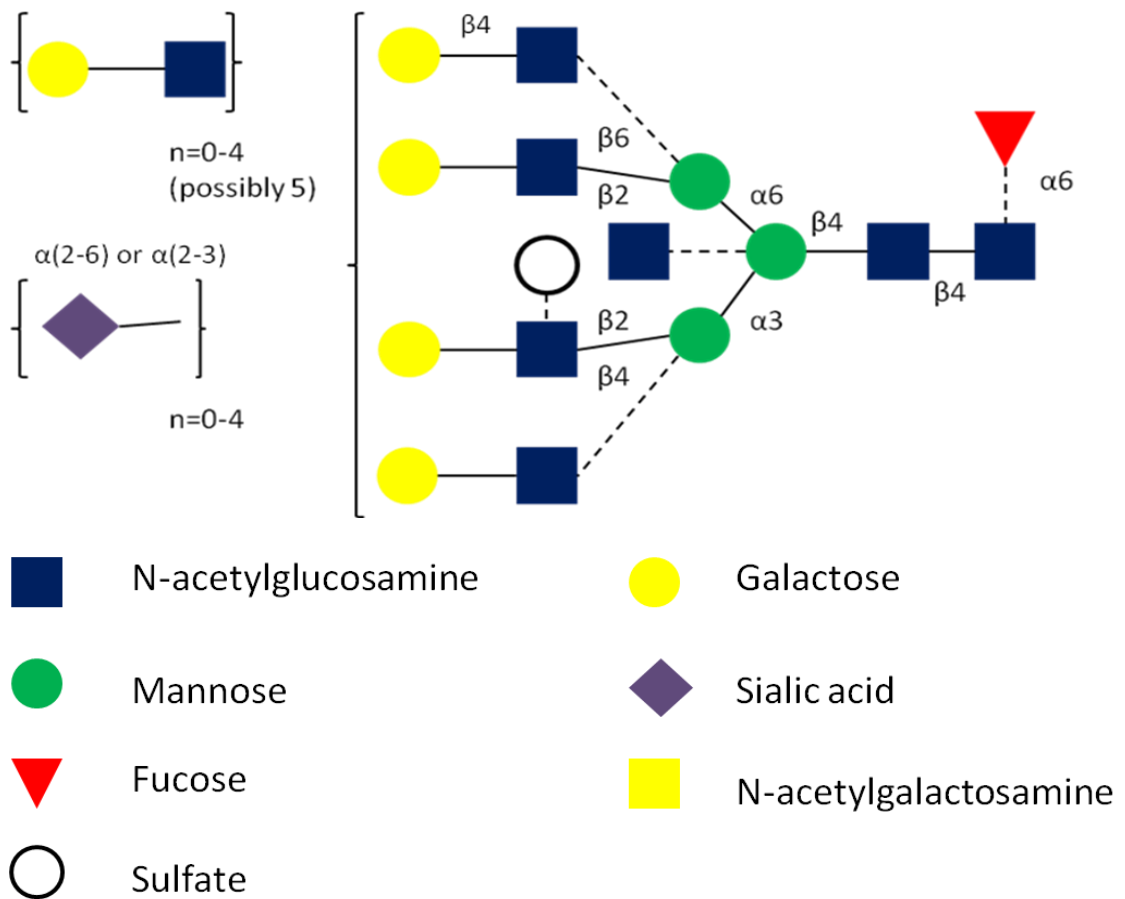 β4
n=0-4
(possibly 5)
β6
β2
α6
α6
β4
β4
α(2-6) or α(2-3)
β2
α3
β4
n=0-4
N-acetylglucosamine
Galactose
Mannose
Sialic acid
Fucose
N-acetylgalactosamine
Sulfate